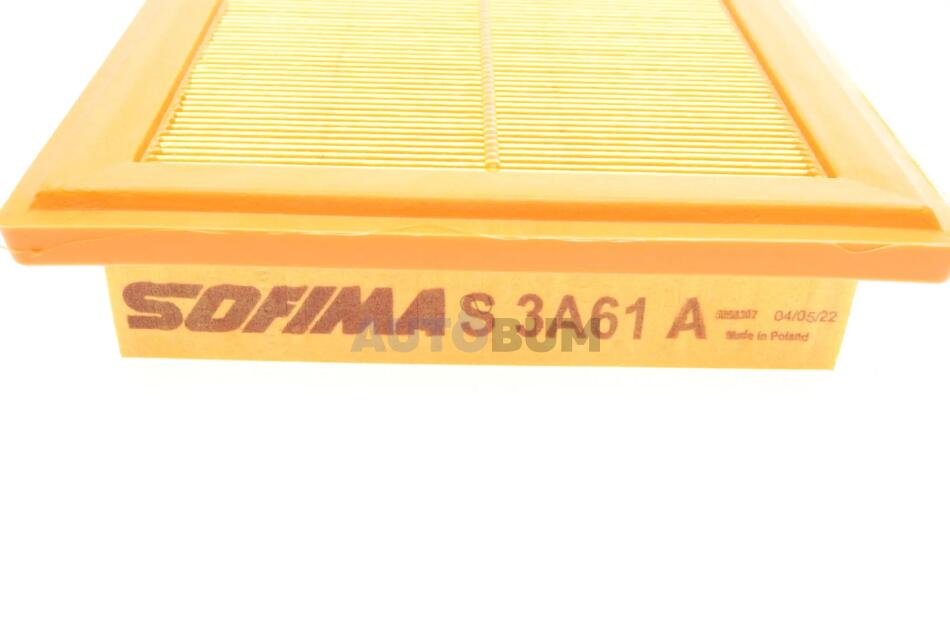 SOFIMA S 3A61 A
04/05/22
Made in Poland
AUTOBUM